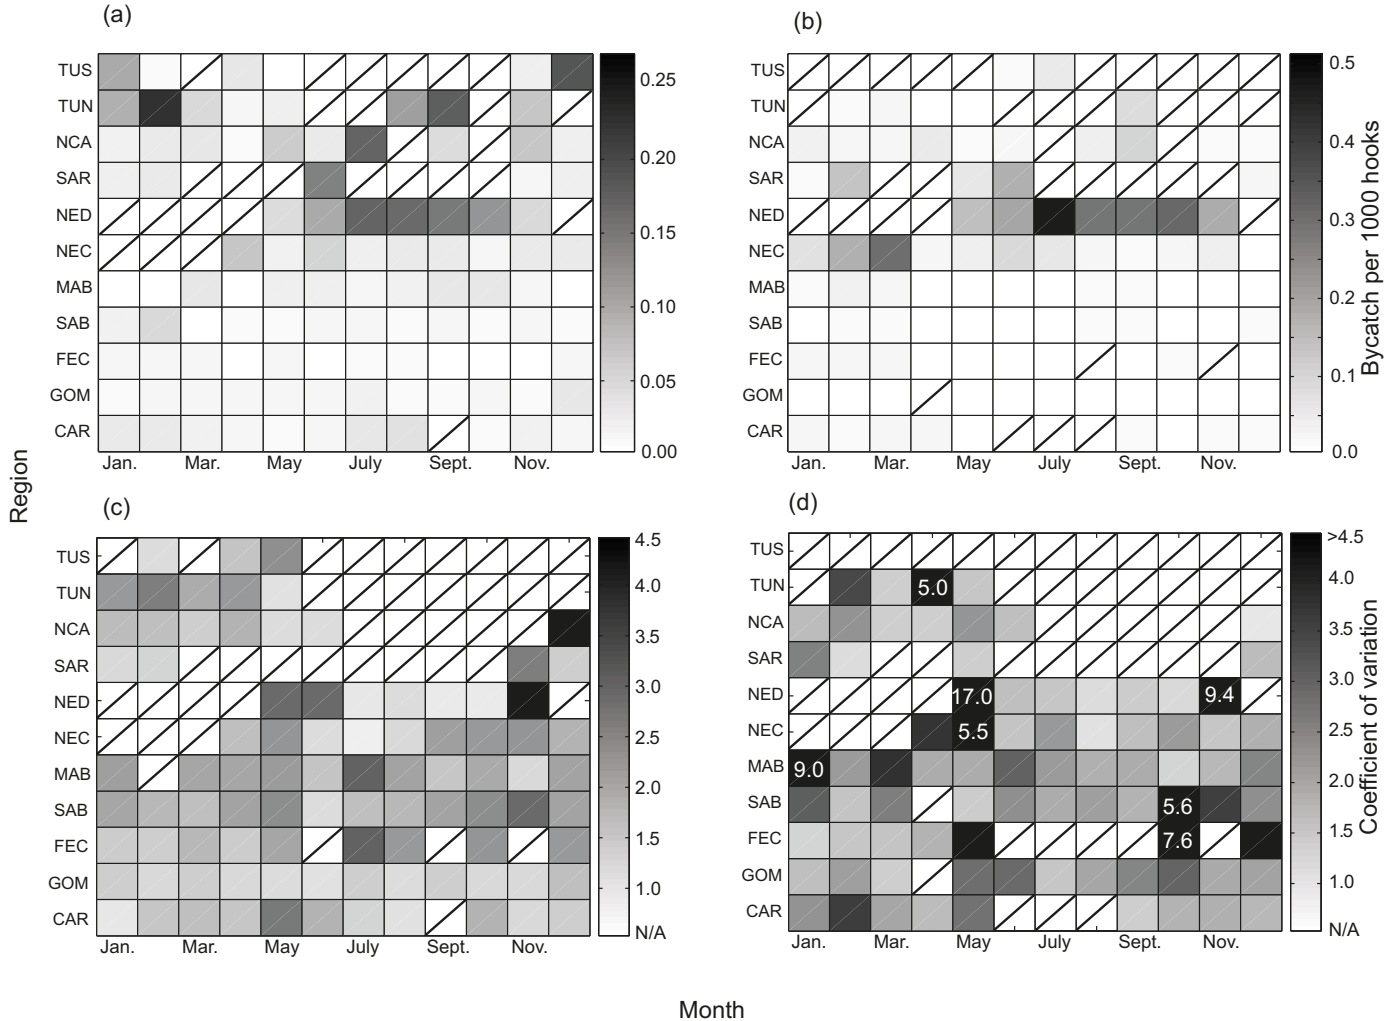 (a)
TUS
TUN
NCA
SAR
NED
NEC
MAB
SAB
FEC
GOM
CAR
Jan. Mar. May July Sept. Nov.
0.25
0.20
0.15
0.10
0.05
0.00
(b)
TUS
TUN
NCA
SAR
NED
NEC
MAB
SAB
FEC
GOM
CAR
Jan. Mar. May July Sept. Nov.
0.5
0.4
0.3
0.2
0.1
0.0
Bycatch per 1000 hooks
Region
(c)
TUS
TUN
NCA
SAR
NED
NEC
MAB
SAB
FEC
GOM
CAR
Jan. Mar. May July Sept. Nov.
4.5
4.0
3.5
3.0
2.5
2.0
1.5
1.0
N/A
(d)
TUS
TUN 5.0
NCA
SAR
NED 17.0 9.4
NEC 5.5
MAB 9.0
SAB 5.6
FEC 7.6
GOM
CAR
Jan. Mar. May July Sept. Nov.
>4.5
4.0
3.5
3.0
2.5
2.0
1.5
1.0
N/A
Coefficient of variation
Month